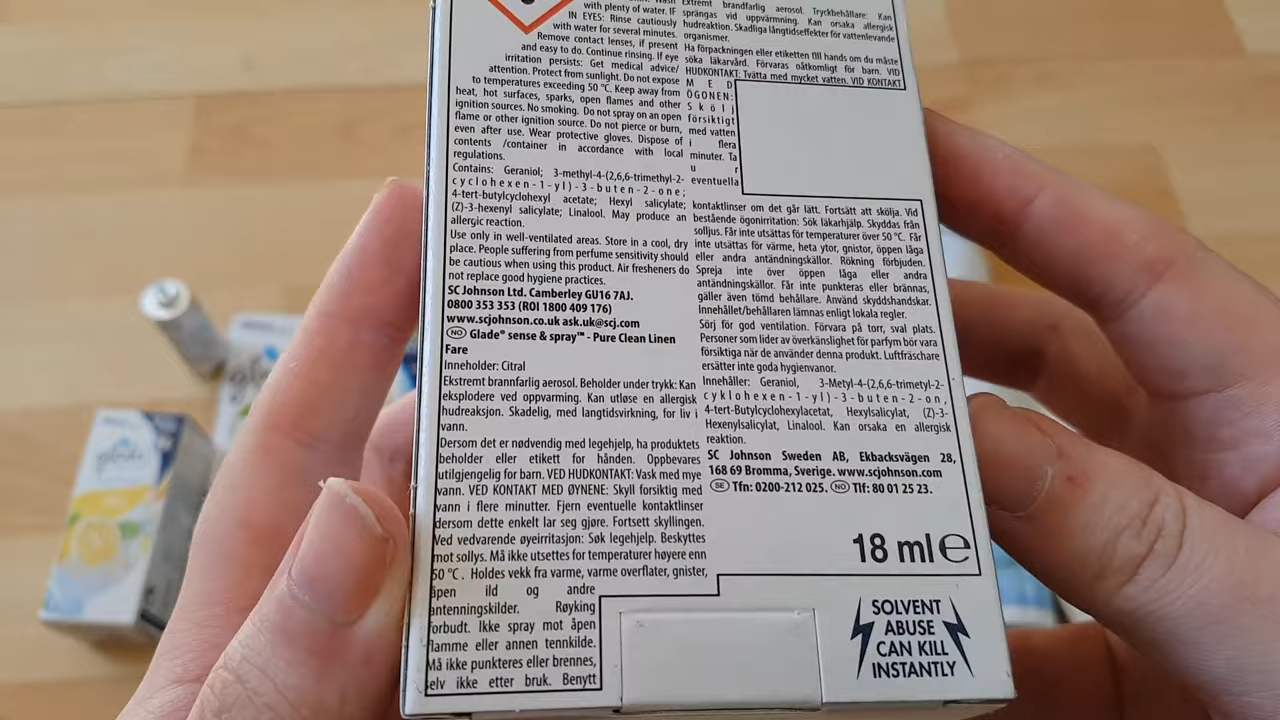 with plenty of water. IF
IN EYES: Rinse cautiously
with water for several minutes.
Remove contact lenses, if present
and easy to do. Continue rinsing. If eye
irritation persists: Get medical advice/
attention. Protect from sunlight. Do not expose
to temperatures exceeding 50 °C. Keep away from
heat, hot surfaces, sparks, open flames and other
ignition sources. No smoking. Do not spray on an open
flame or other ignition source. Do not pierce or burn,
even after use. Wear protective gloves. Dispose of
contents /container in accordance with local
regulations.
Contains: Geraniol; 3-methyl-4-(2,6,6-trimethyl-2-
cyclohexen-1-yl)-3-buten-2-one;
4-tert-butylcyclohexyl acetate; Hexyl salicylate;
(Z)-3-hexenyl salicylate; Linalool. May produce an
allergic reaction.
Use only in well-ventilated areas. Store in a cool, dry
place. People suffering from perfume sensitivity should
be cautious when using this product. Air fresheners do
not replace good hygiene practices.
SC Johnson Ltd. Camberley GU16 7AJ.
0800 353 353 (ROI 1800 409 176)
www.scjohnson.co.uk ask.uk@scj.com
NO Glade® sense & spray™ - Pure Clean Linen
Fare
Inneholder: Citral
Ekstremt brannfarlig aerosol. Beholder under trykk: Kan
eksplodere ved oppvarming. Kan utløse en allergisk
hudreaksjon. Skadelig, med langtidsvirkning, for liv i
vann.
Dersom det er nødvendig med legehjelp, ha produktets
beholder eller etikett for hånden. Oppbevares
utilgjengelig for barn. VED HUDKONTAKT: Vask med mye
vann. VED KONTAKT MED ØYNENE: Skyll forsiktig med
vann i flere minutter. Fjern eventuelle kontaktlinser
dersom dette enkelt lar seg gjøre. Fortsett skyllingen.
Ved vedvarende øyeirritasjon: Søk legehjelp. Beskyttes
mot sollys. Må ikke utsettes for temperaturer høyere enn
50 °C. Holdes vekk fra varme, varme overflater, gnister,
åpen ild og andre
antenningskilder. Røyking
forbudt. Ikke spray mot åpen
flamme eller annen tennkilde.
Må ikke punkteres eller brennes,
selv ikke etter bruk. Benytt
Extremt brandfarlig aerosol. Tryckbehållare: Kan
sprängas vid uppvärmning. Kan orsaka allergisk
hudreaktion. Skadliga långtidseffekter för vattenlevande
organismer.
Ha förpackningen eller etiketten till hands om du måste
söka läkarvård. Förvaras oåtkomligt för barn. VID
HUDKONTAKT: Tvätta med mycket vatten. VID KONTAKT
MED
ÖGONEN:
Skölj
försiktigt
med vatten
i flera
minuter. Ta
u r
eventuella
kontaktlinser om det går lätt. Fortsätt att skölja. Vid
bestående ögonirritation: Sök läkarhjälp. Skyddas från
solljus. Får inte utsättas för temperaturer över 50 °C. Får
inte utsättas för värme, heta ytor, gnistor, öppen låga
eller andra antändningskällor. Rökning förbjuden.
Spreja inte över öppen låga eller andra
antändningskällor. Får inte punkteras eller brännas,
gäller även tömd behållare. Använd skyddshandskar.
Innehållet/behållaren lämnas enligt lokala regler.
Sörj för god ventilation. Förvara på torr, sval plats.
Personer som lider av överkänslighet för parfym bör vara
försiktiga när de använder denna produkt. Luftfräschare
ersätter inte goda hygienvanor.
Innehåller: Geraniol, 3-Metyl-4-(2,6,6-trimetyl-2-
cyklohexen-1-yl)-3-buten-2-on,
4-tert-Butylcyclohexylacetat, Hexylsalicylat, (Z)-3-
Hexenylsalicylat, Linalool. Kan orsaka en allergisk
reaktion.
SC Johnson Sweden AB, Ekbacksvägen 28,
168 69 Bromma, Sverige. www.scjohnson.com
SE Tfn: 0200-212 025. NO Tlf: 80 01 25 23.
18 ml e
SOLVENT
ABUSE
CAN KILL
INSTANTLY
glade